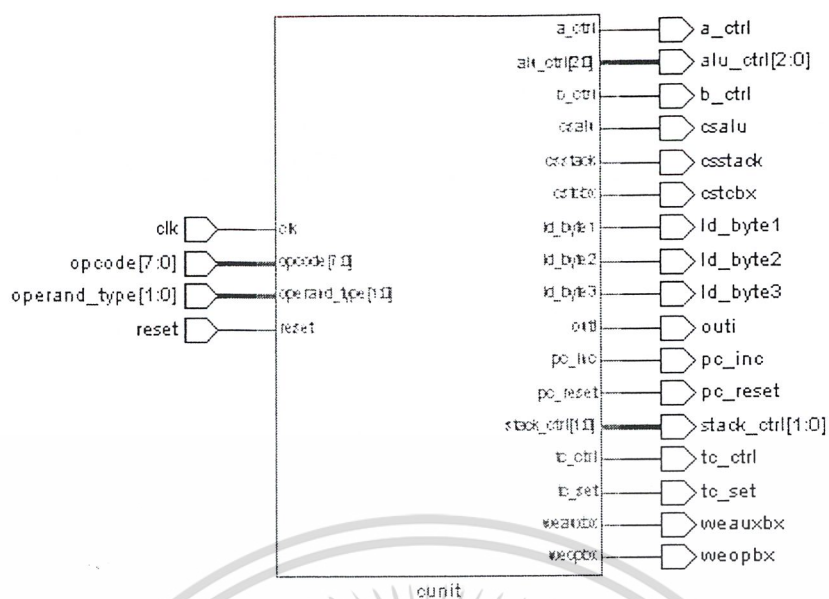 a_ctrl a_ctrl
alu_ctrl[2:0] alu_ctrl[2:0]
b_ctrl b_ctrl
csalu csalu
csstack csstack
cstcbx cstcbx
ld_byte1 ld_byte1
clk clk
ld_byte2 ld_byte2
opcode[7:0] opcode[7:0]
operand_type[1:0] operand_type[1:0]
ld_byte3 ld_byte3
reset reset
outi outi
pc_inc pc_inc
pc_reset pc_reset
stack_ctrl[1:0] stack_ctrl[1:0]
tc_ctrl tc_ctrl
tc_set tc_set
weauxbx weauxbx
weopbx weopbx
cunit